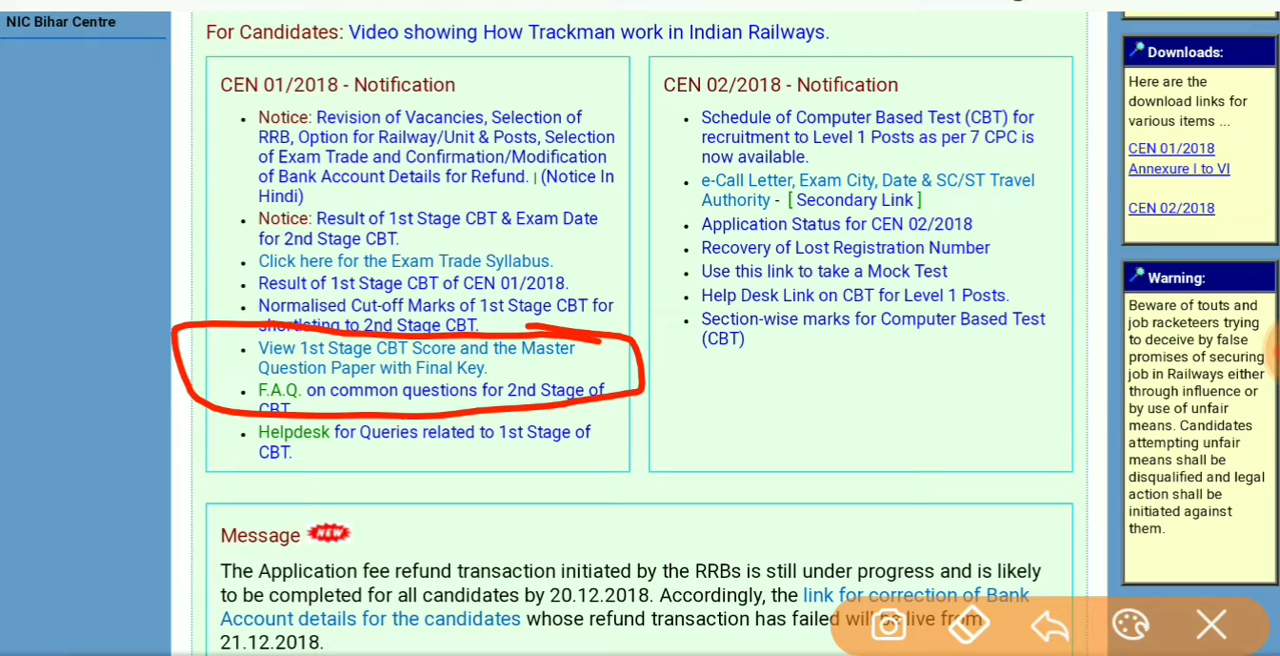 NIC Bihar Centre
For Candidates: Video showing How Trackman work in Indian Railways.
CEN 01/2018 - Notification
Notice: Revision of Vacancies, Selection of
RRB, Option for Railway/Unit & Posts, Selection
of Exam Trade and Confirmation/Modification
of Bank Account Details for Refund. | (Notice In
Hindi)
Notice: Result of 1st Stage CBT & Exam Date
for 2nd Stage CBT.
Click here for the Exam Trade Syllabus.
Result of 1st Stage CBT of CEN 01/2018.
Normalised Cut-off Marks of 1st Stage CBT for
shortlsting to 2nd Stage CBT.
View 1st Stage CBT Score and the Master
Question Paper with Final Key.
F.A.Q. on common questions for 2nd Stage of
CBT
Helpdesk for Queries related to 1st Stage of
CBT.
CEN 02/2018 - Notification
Schedule of Computer Based Test (CBT) for
recruitment to Level 1 Posts as per 7 CPC is
now available.
e-Call Letter, Exam City, Date & SC/ST Travel
Authority - [ Secondary Link ]
Application Status for CEN 02/2018
Recovery of Lost Registration Number
Use this link to take a Mock Test
Help Desk Link on CBT for Level 1 Posts.
Section-wise marks for Computer Based Test
(CBT)
Message NEW
The Application fee refund transaction initiated by the RRBs is still under progress and is likely
to be completed for all candidates by 20.12.2018. Accordingly, the link for correction of Bank
Account details for the candidates whose refund transaction has failed will be live from
21.12.2018.
Downloads:
Here are the
download links for
various items ...
CEN 01/2018
Annexure I to VI
CEN 02/2018
Warning:
Beware of touts and
job racketeers trying
to deceive by false
promises of securing
job in Railways either
through influence or
by use of unfair
means. Candidates
attempting unfair
means shall be
disqualified and legal
action shall be
initiated against
them.